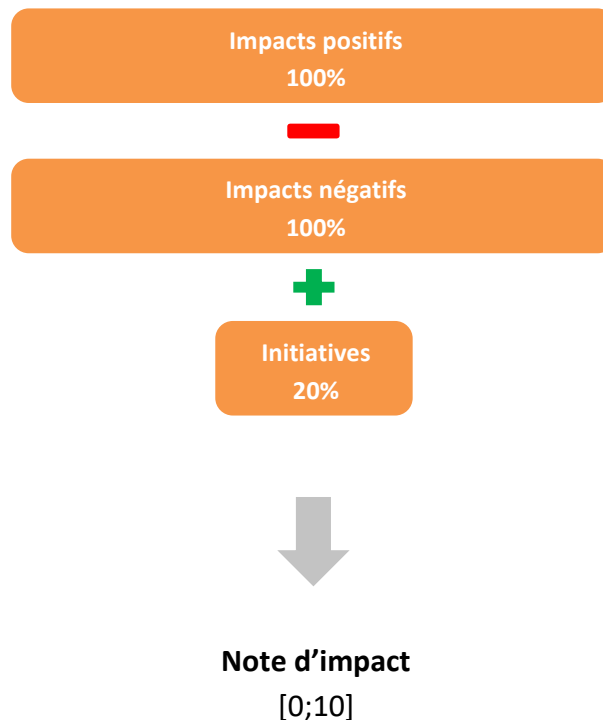 Impacts positifs
100%
Impacts négatifs
100%
Initiatives
20%
Note d’impact
[0;10]